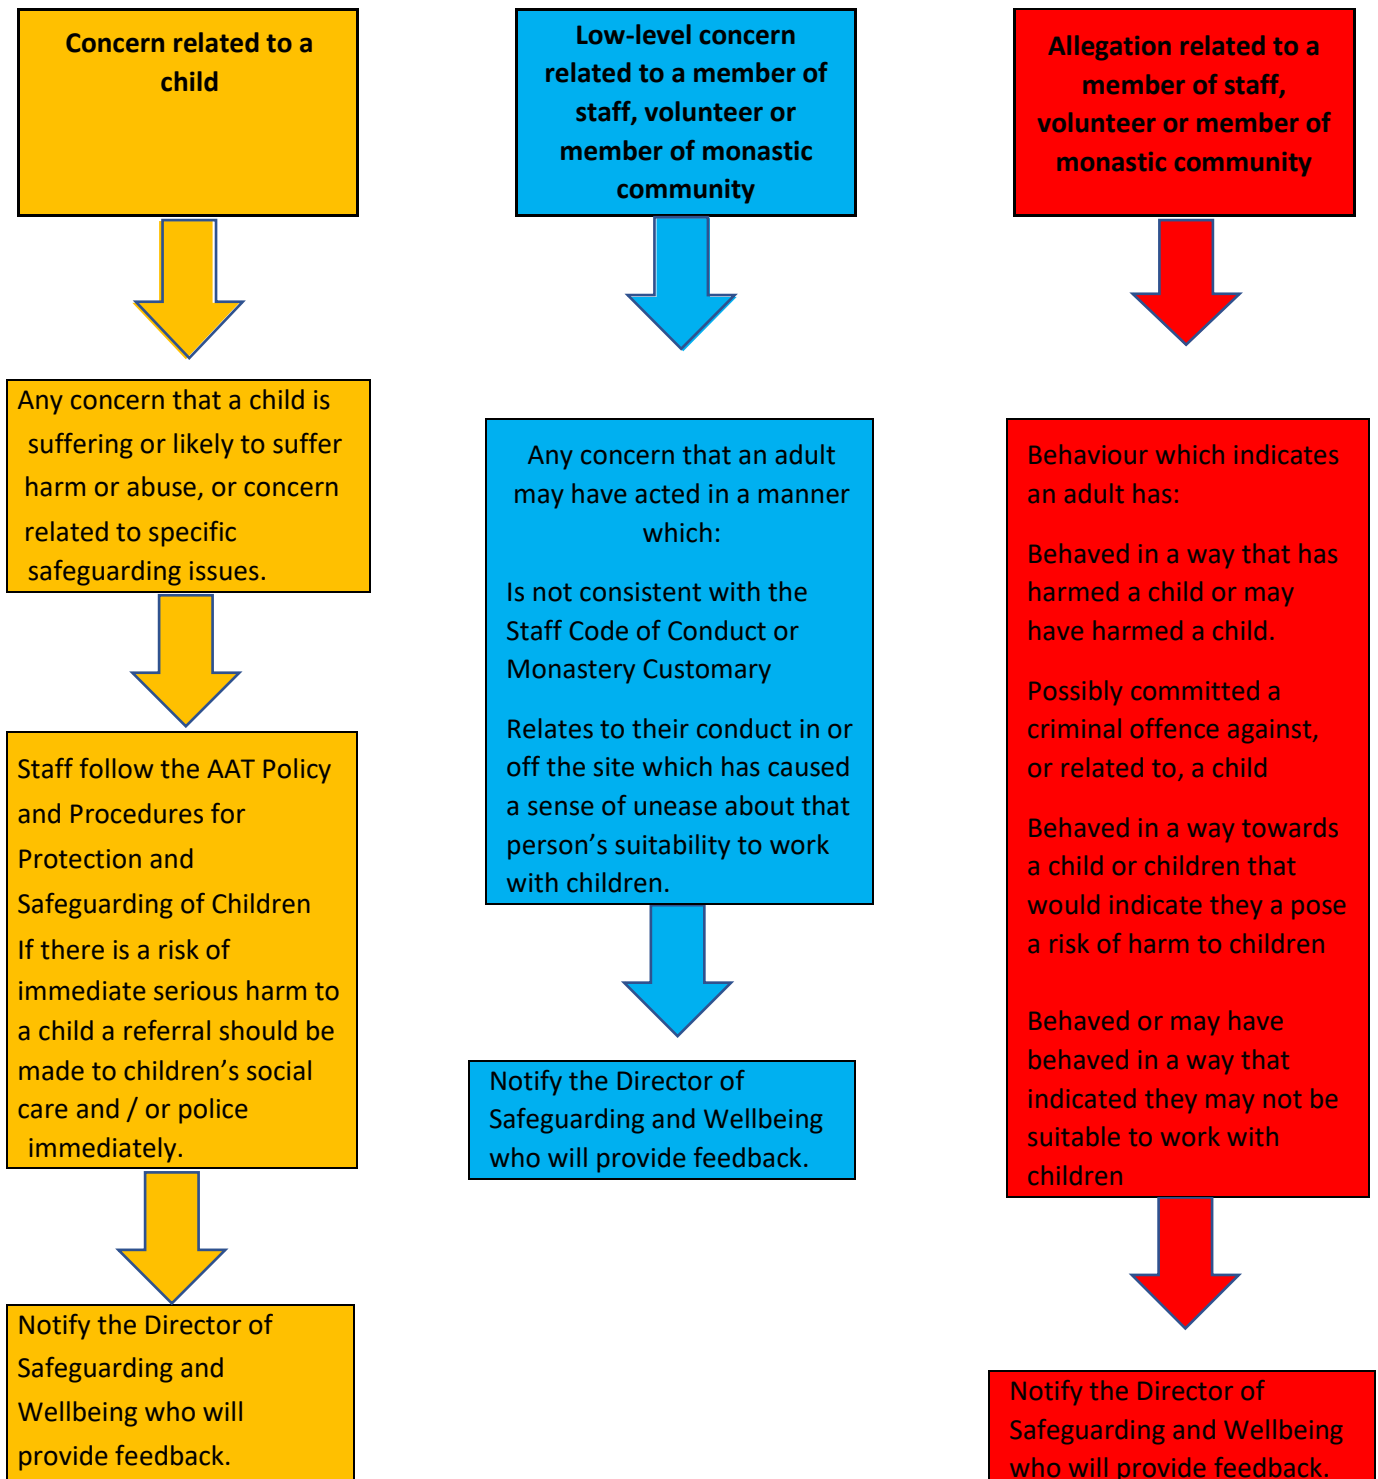 Concern related to a
child
Any concern that a child is
suffering or likely to suffer
harm or abuse, or concern
related to specific
safeguarding issues.
Staff follow the AAT Policy
and Procedures for
Protection and
Safeguarding of Children
If there is a risk of
immediate serious harm to
a child a referral should be
made to children’s social
care and / or police
immediately.
Notify the Director of
Safeguarding and
Wellbeing who will
provide feedback.
Low-level concern
related to a member of
staff, volunteer or
member of monastic
community
Any concern that an adult
may have acted in a manner
which:
Is not consistent with the
Staff Code of Conduct or
Monastery Customary
Relates to their conduct in or
off the site which has caused
a sense of unease about that
person’s suitability to work
with children.
Notify the Director of
Safeguarding and Wellbeing
who will provide feedback.
Allegation related to a
member of staff,
volunteer or member of
monastic community
Behaviour which indicates
an adult has:
Behaved in a way that has
harmed a child or may
have harmed a child.
Possibly committed a
criminal offence against,
or related to, a child
Behaved in a way towards
a child or children that
would indicate they a pose
a risk of harm to children
Behaved or may have
behaved in a way that
indicated they may not be
suitable to work with
children
Notify the Director of
Safeguarding and Wellbeing
who will provide feedback.